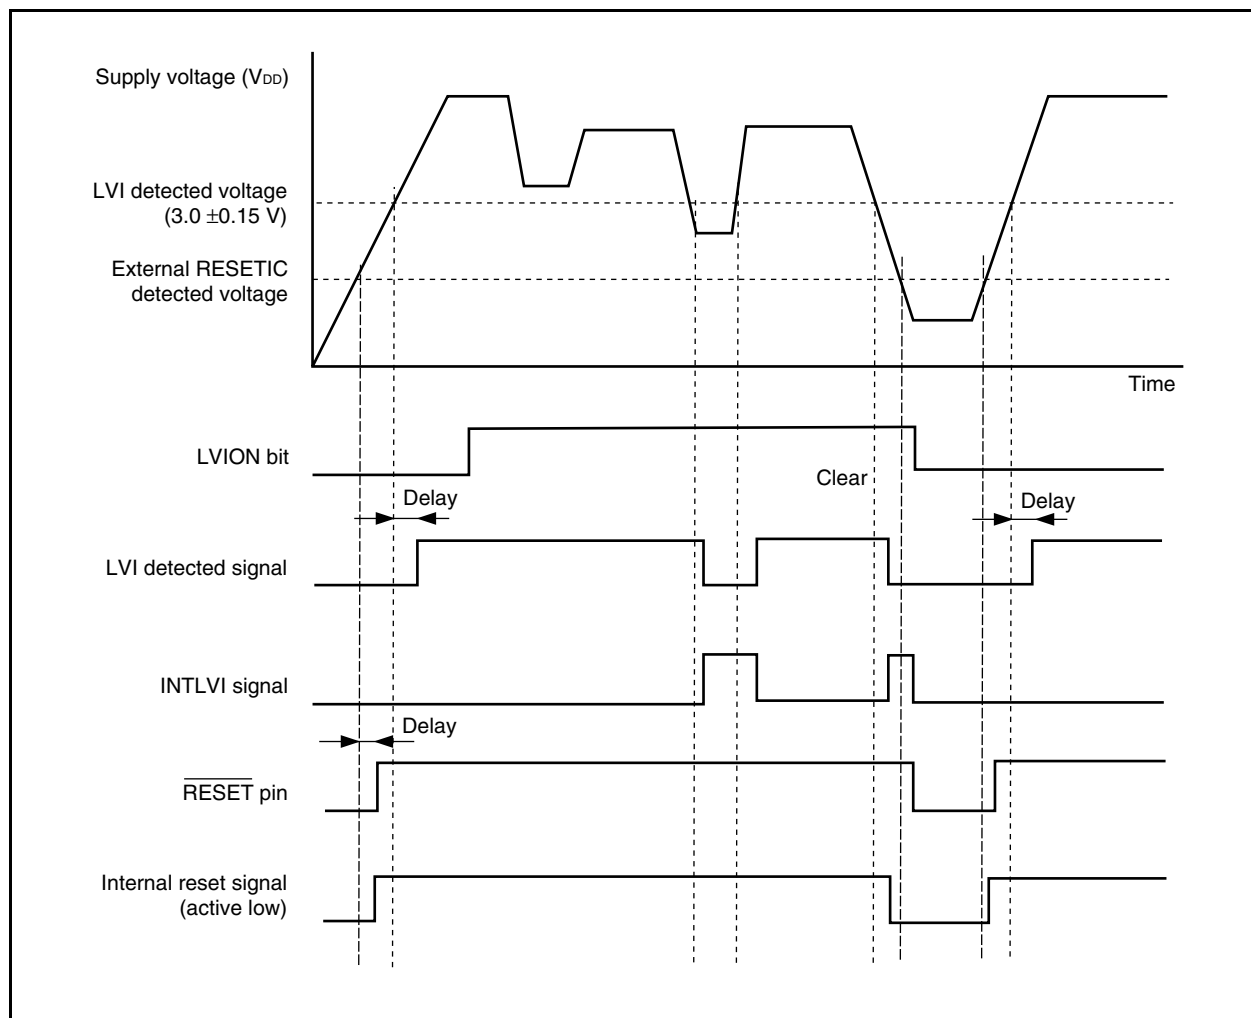 Supply voltage (VDD)
LVI detected voltage
(3.0 ±0.15 V)
External RESETIC
detected voltage
Time
LVION bit
Clear
Delay
Delay
LVI detected signal
INTLVI signal
Delay
RESET pin
Internal reset signal
(active low)